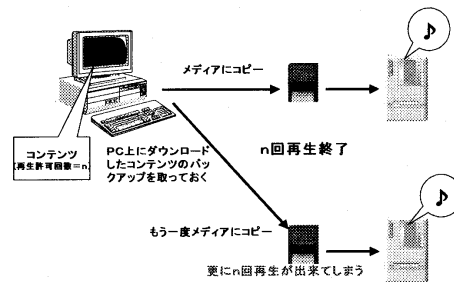 メディアにコピー
コンテンツ
(再生許可回数=n)
PC上にダウンロード
したコンテンツのバッ
クアップを取っておく
n回再生終了
もう一度メディアにコピー
更にn回再生が出来てしまう